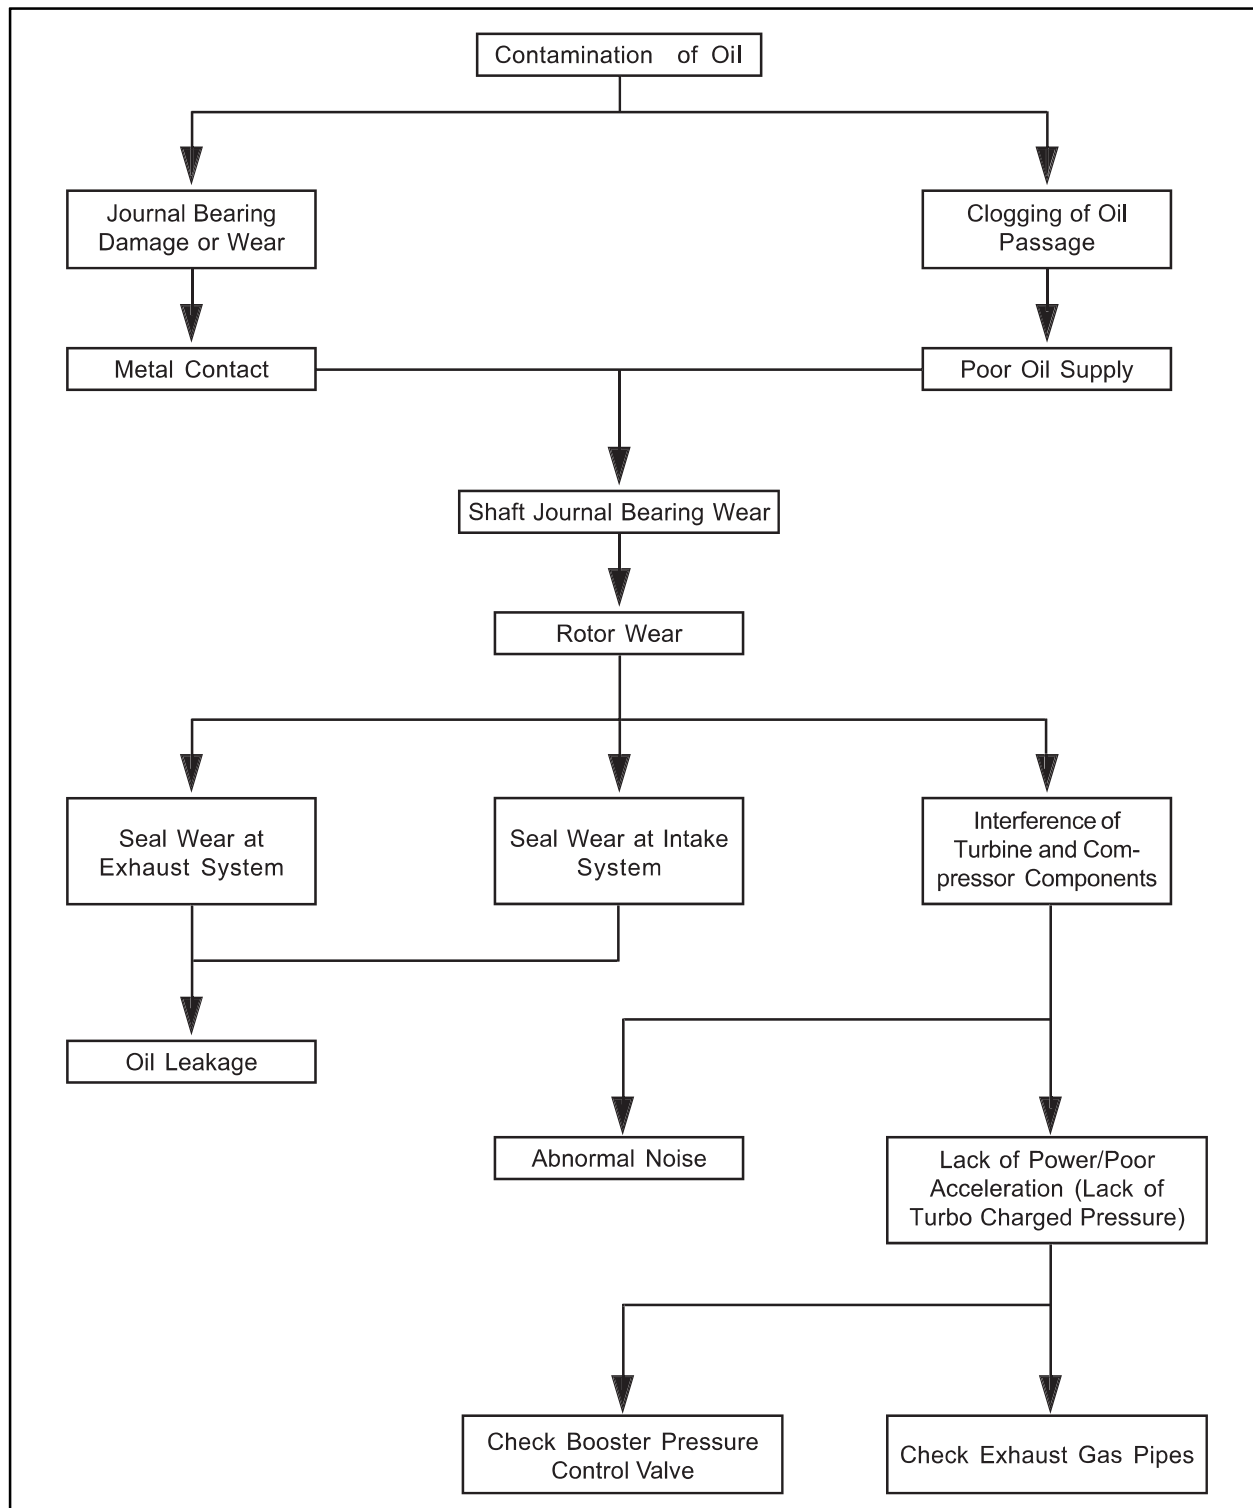 Contamination of Oil
Journal Bearing
Damage or Wear
Clogging of Oil
Passage
Metal Contact
Poor Oil Supply
Shaft Journal Bearing Wear
Rotor Wear
Seal Wear at
Exhaust System
Seal Wear at Intake
System
Interference of
Turbine and Com-
pressor Components
Oil Leakage
Abnormal Noise
Lack of Power/Poor
Acceleration (Lack of
Turbo Charged Pressure)
Check Booster Pressure
Control Valve
Check Exhaust Gas Pipes